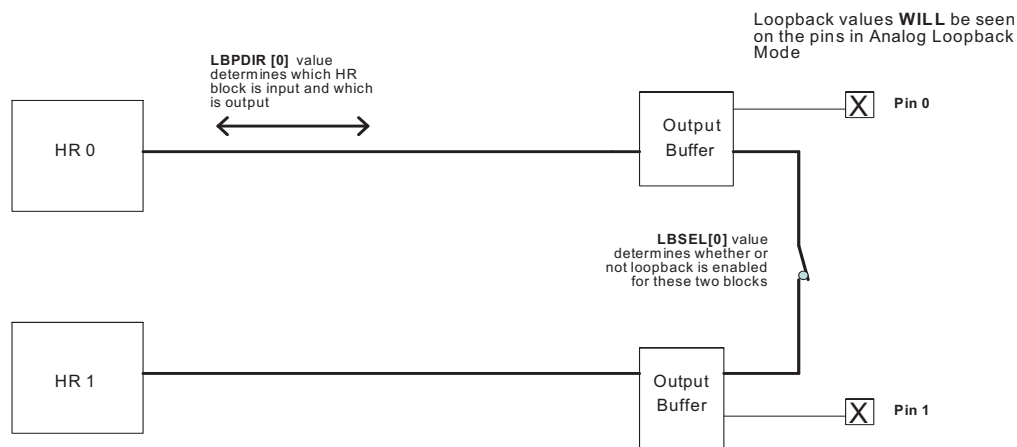 Loopback values WILL be seen
on the pins in Analog Loopback
Mode
LBPDIR [0] value
determines which HR
block is input and which
is output
HR 0
Output
Buffer
X
Pin 0
LBSEL[0] value
determines whether or
not loopback is enabled
for these two blocks
HR 1
Output
Buffer
X
Pin 1